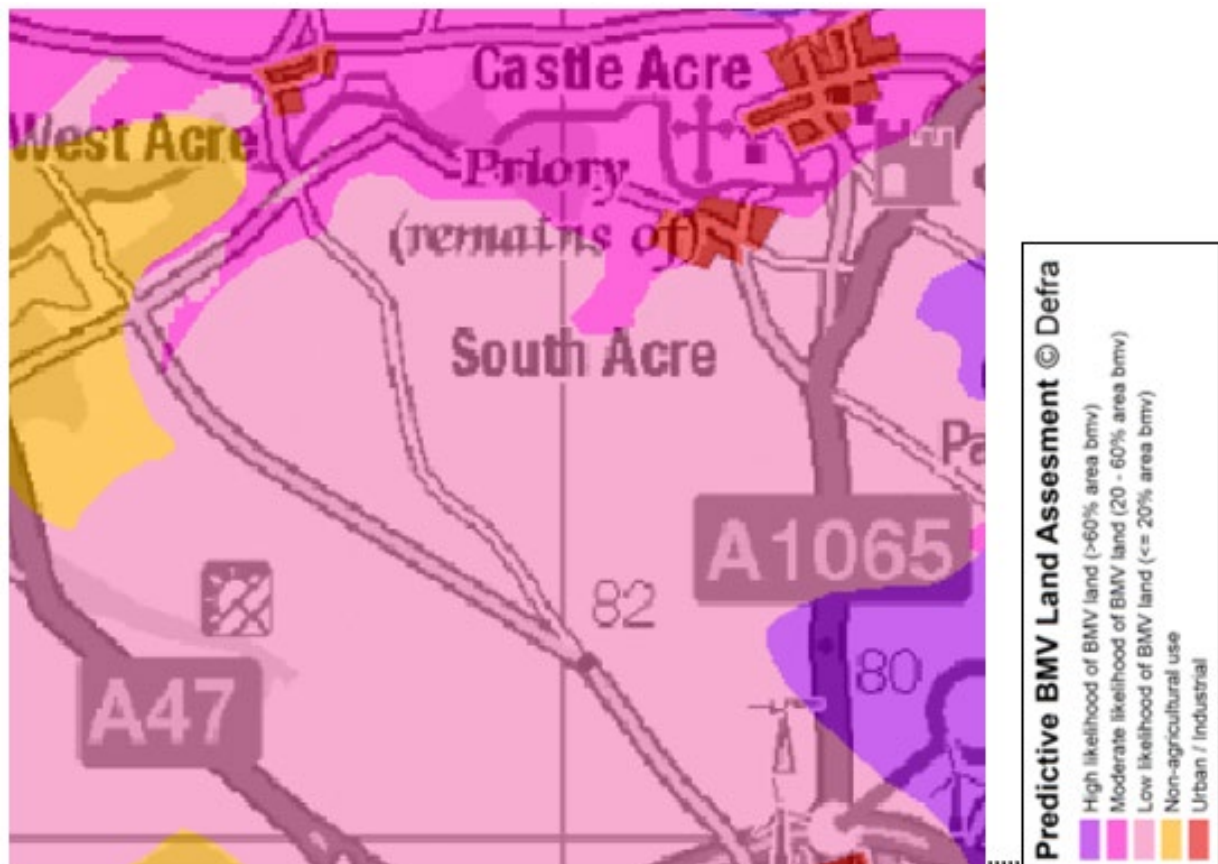 Castle Acre
West Acre
Priory
(remains of)
South Acre
Pa
A1065
82
80
A47
Predictive BMV Land Assesment © Defra
High likelihood of BMV land (>60% area bmv)
Moderate likelihood of BMV land (20 - 60% area bmv)
Low likelihood of BMV land (<= 20% area bmv)
Non-agricultural use
Urban / Industrial